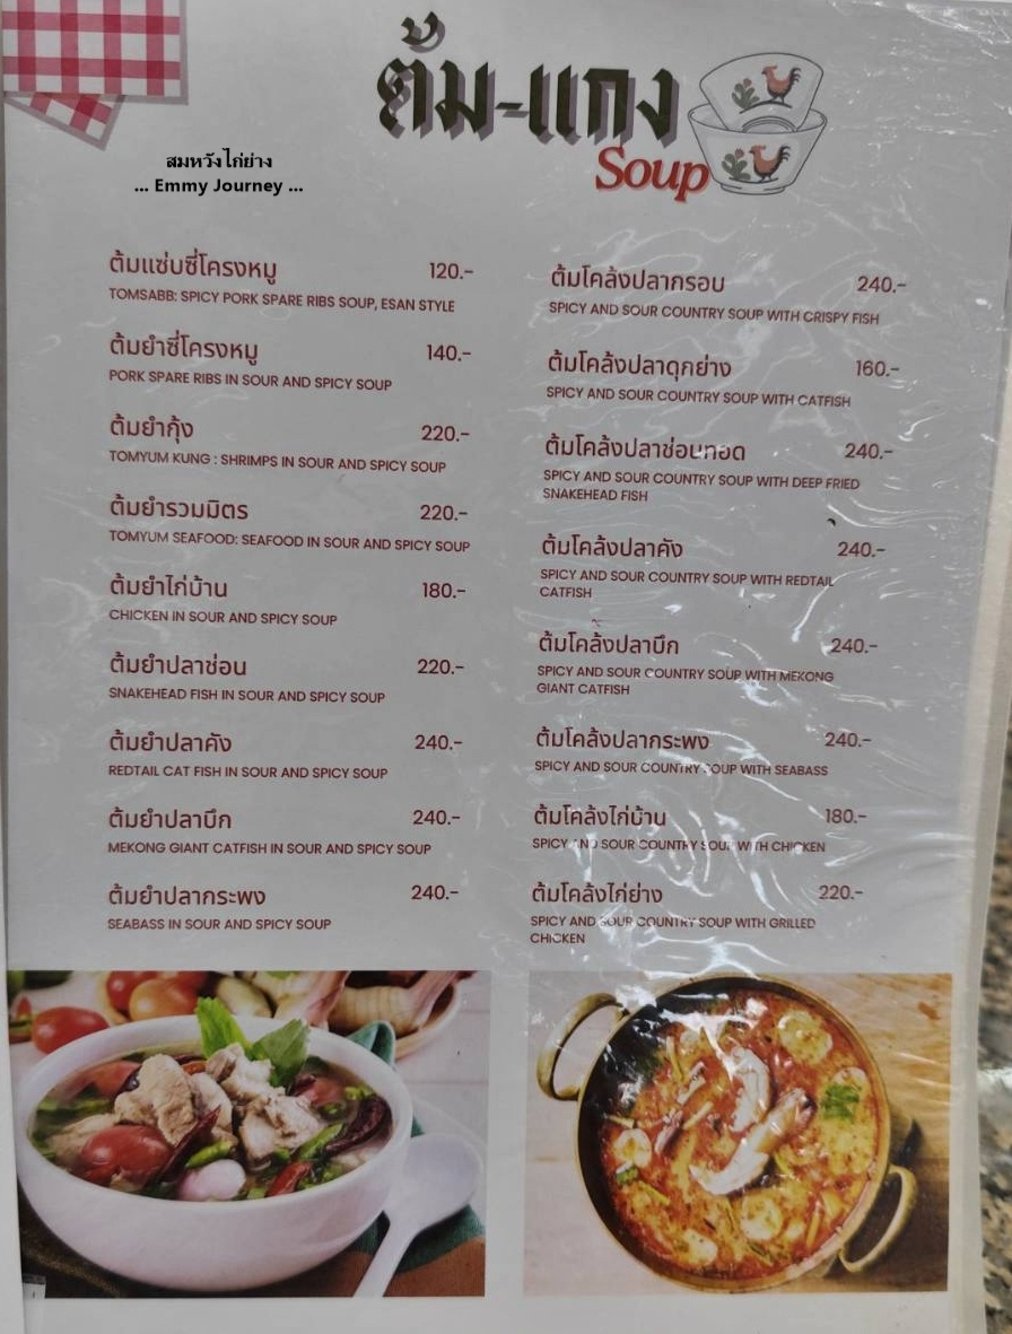 ต้ม-แกง
Soup
สมหวังไก่ย่าง
... Emmy Journey ...
ต้มแซ่บซี่โครงหมู 120.-
TOMSABB: SPICY PORK SPARE RIBS SOUP, ESAN STYLE
ต้มยำซี่โครงหมู 140.-
PORK SPARE RIBS IN SOUR AND SPICY SOUP
ต้มยำกุ้ง 220.-
TOMYUM KUNG : SHRIMPS IN SOUR AND SPICY SOUP
ต้มยำรวมมิตร 220.-
TOMYUM SEAFOOD: SEAFOOD IN SOUR AND SPICY SOUP
ต้มยำไก่บ้าน 180.-
CHICKEN IN SOUR AND SPICY SOUP
ต้มยำปลาช่อน 220.-
SNAKEHEAD FISH IN SOUR AND SPICY SOUP
ต้มยำปลาคัง 240.-
REDTAIL CAT FISH IN SOUR AND SPICY SOUP
ต้มยำปลาบึก 240.-
MEKONG GIANT CATFISH IN SOUR AND SPICY SOUP
ต้มยำปลากระพง 240.-
SEABASS IN SOUR AND SPICY SOUP
ต้มโคล้งปลากรอบ 240.-
SPICY AND SOUR COUNTRY SOUP WITH CRISPY FISH
ต้มโคล้งปลาดุกย่าง 160.-
SPICY AND SOUR COUNTRY SOUP WITH CATFISH
ต้มโคล้งปลาช่อนทอด 240.-
SPICY AND SOUR COUNTRY SOUP WITH DEEP FRIED
SNAKEHEAD FISH
ต้มโคล้งปลาคัง 240.-
SPICY AND SOUR COUNTRY SOUP WITH REDTAIL
CATFISH
ต้มโคล้งปลาบึก 240.-
SPICY AND SOUR COUNTRY SOUP WITH MEKONG
GIANT CATFISH
ต้มโคล้งปลากระพง 240.-
SPICY AND SOUR COUNTRY SOUP WITH SEABASS
ต้มโคล้งไก่บ้าน 180.-
SPICY AND SOUR COUNTRY SOUP WITH CHICKEN
ต้มโคล้งไก่ย่าง 220.-
SPICY AND SOUR COUNTRY SOUP WITH GRILLED
CHICKEN